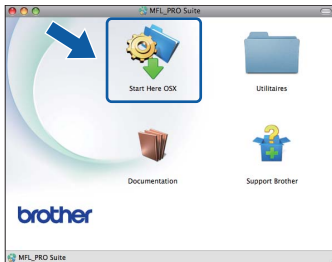 MFL_PRO Suite
Start Here OSX
Utilitaires
Documentation
Support Brother
brother
MFL_PRO Suite